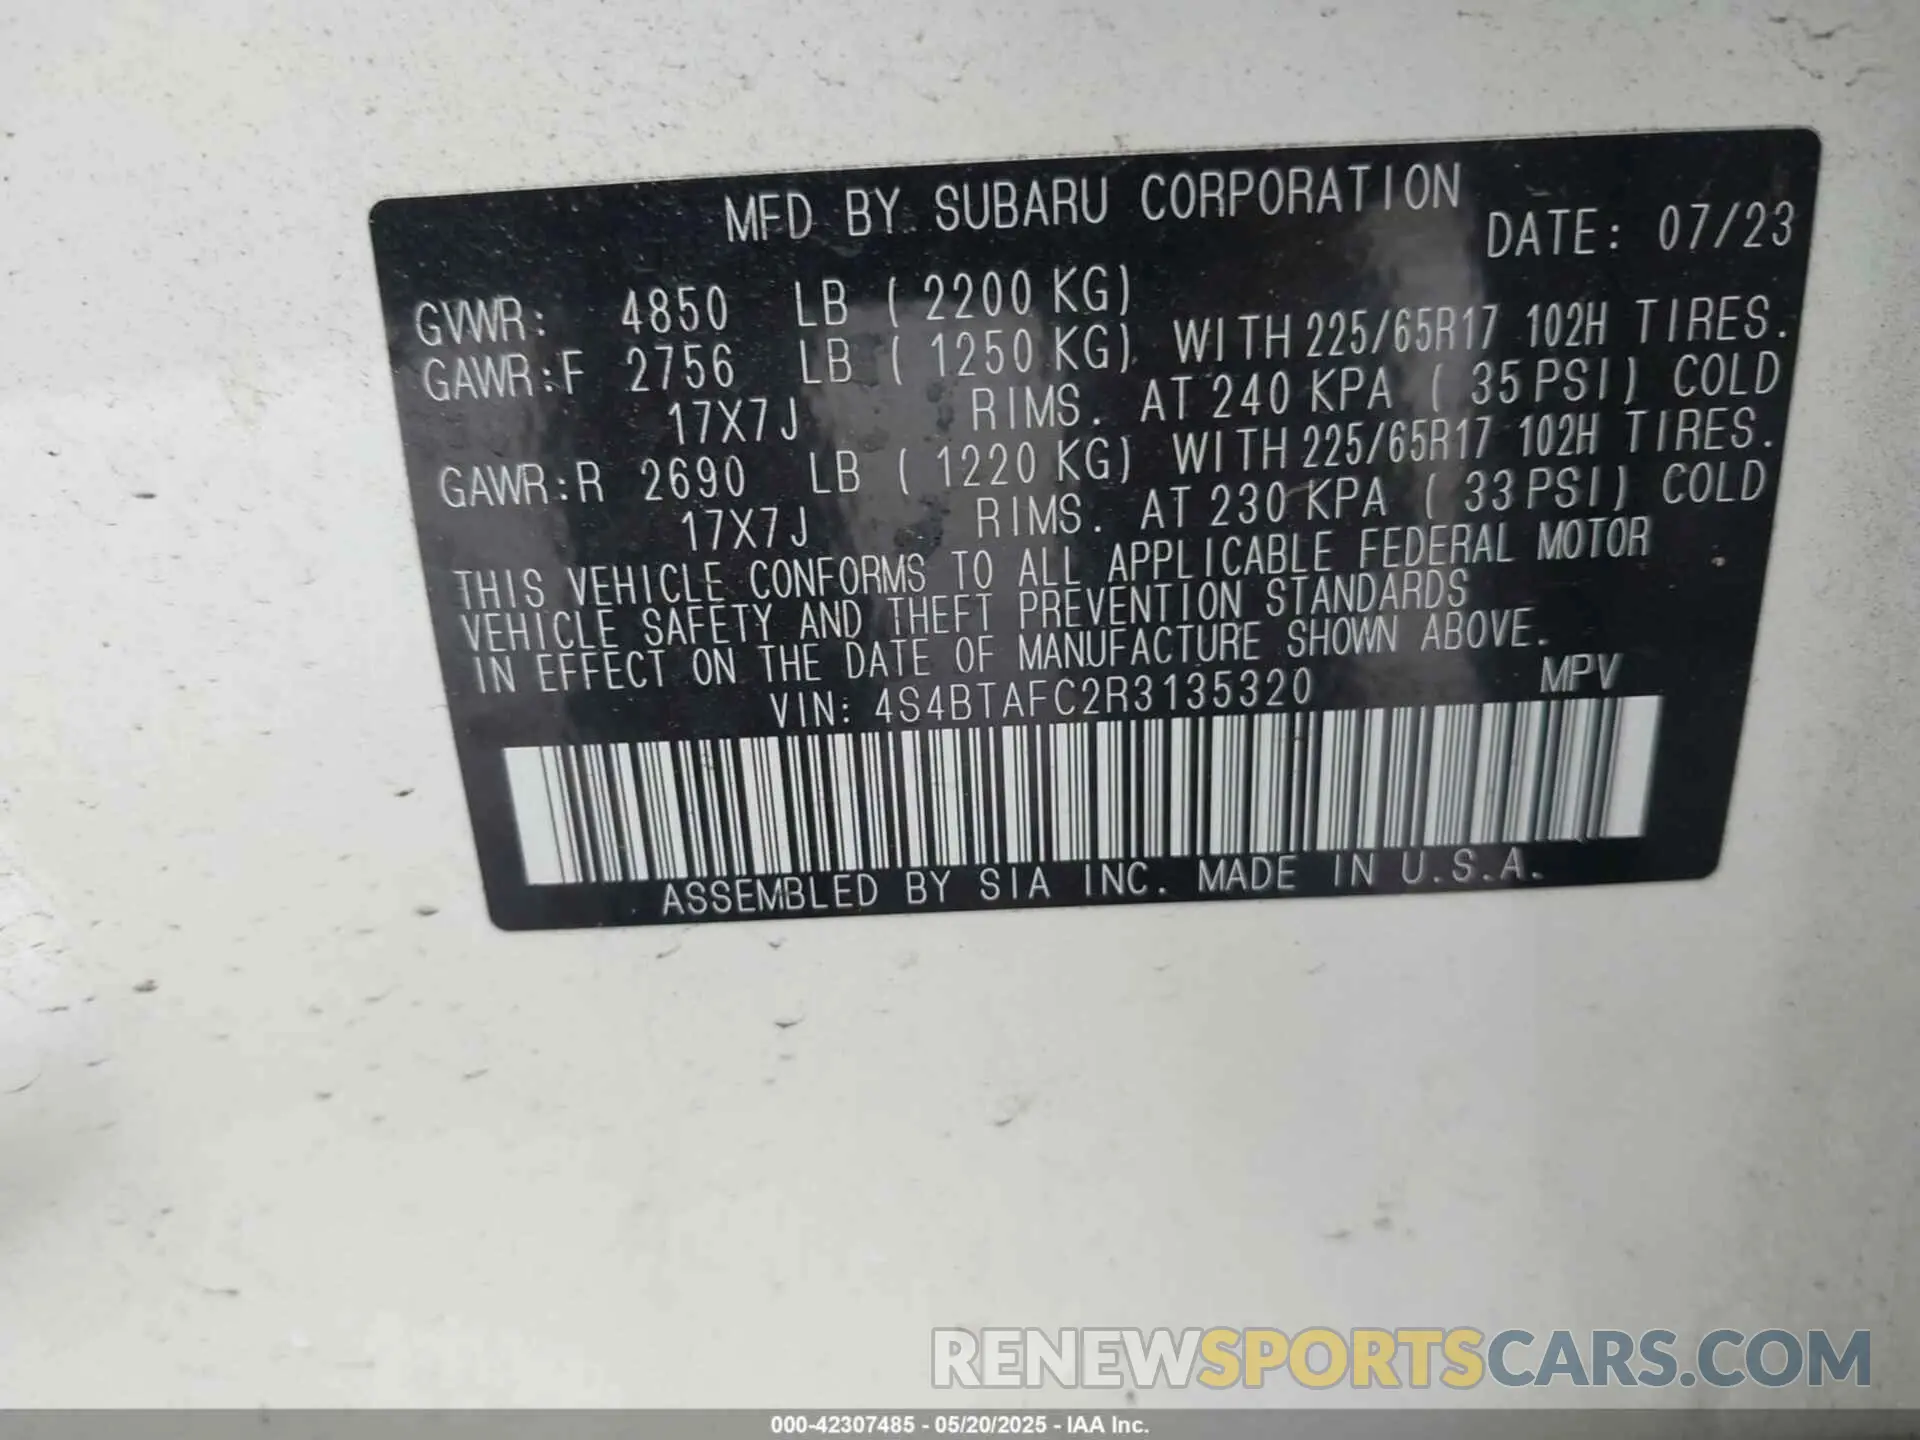 MFD BY SUBARU CORPORATION
DATE: 07/23
GVWR: 4850 LB ( 2200 KG)
GAWR:F 2756 LB ( 1250 KG) WITH 225/65R17 102H TIRES.
17X7J RIMS. AT 240 KPA ( 35 PSI) COLD
GAWR:R 2690 LB ( 1220 KG) WITH 225/65R17 102H TIRES.
17X7J RIMS. AT 230 KPA ( 33 PSI) COLD
THIS VEHICLE CONFORMS TO ALL APPLICABLE FEDERAL MOTOR
VEHICLE SAFETY AND THEFT PREVENTION STANDARDS
IN EFFECT ON THE DATE OF MANUFACTURE SHOWN ABOVE.
VIN: 4S4BTAFC2R3135320 MPV
ASSEMBLED BY SIA INC. MADE IN U.S.A.
RENEWSPORTSCARS.COM
000-42307485 - 05/20/2025 - IAA Inc.